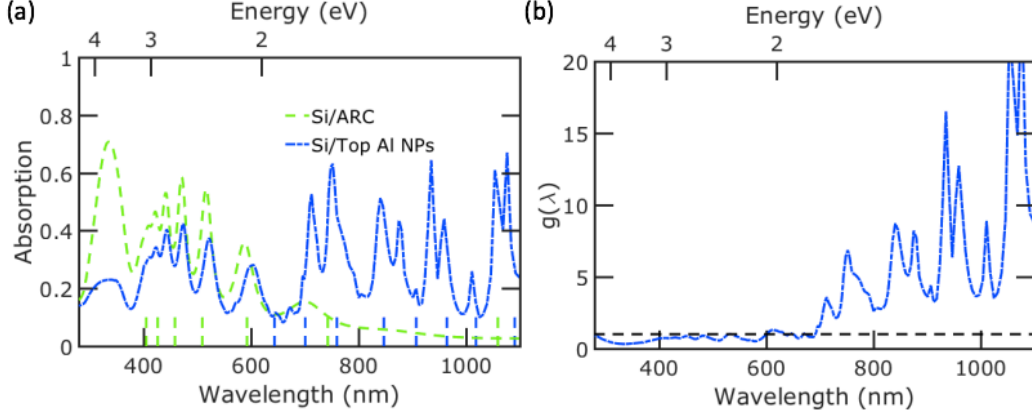 (a)
Energy (eV)
4 3 2
1
0.8
0.6
0.4
0.2
0
Absorption
Si/ARC
Si/Top Al NPs
400 600 800 1000
Wavelength (nm)
(b)
Energy (eV)
4 3 2
20
15
10
5
0
g(λ)
400 600 800 1000
Wavelength (nm)